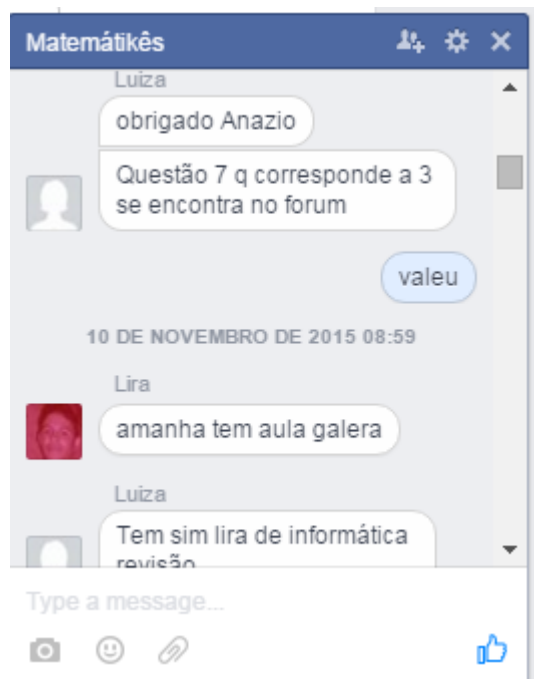 Matemátikês
Luiza
obrigado Anazio
Questão 7 q corresponde a 3
se encontra no forum
valeu
10 DE NOVEMBRO DE 2015 08:59
Lira
amanha tem aula galera
Luiza
Tem sim lira de informática
revisão
Type a message...